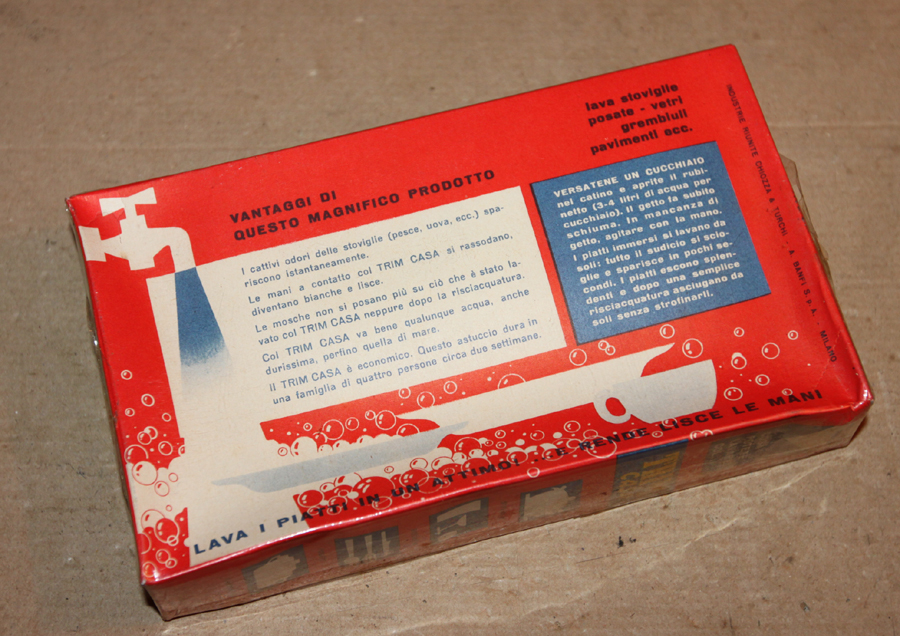 lava stoviglie
posate - vetri
grembiuli
pavimenti ecc.
VANTAGGI DI
QUESTO MAGNIFICO PRODOTTO
I cattivi odori delle stoviglie (pesce, uova, ecc.) spa-
riscono istantaneamente.
Le mani a contatto col TRIM CASA si rassodano,
diventano bianche e lisce.
Le mosche non si posano più su ciò che è stato la-
vato col TRIM CASA neppure dopo la risciacquatura.
Col TRIM CASA va bene qualunque acqua, anche
durissima, perfino quella di mare.
Il TRIM CASA è economico. Questo astuccio dura in
una famiglia di quattro persone circa due settimane.
VERSATENE UN CUCCHIAIO
nel catino e aprite il rubi-
netto (3-4 litri di acqua per
cucchiaio). Il getto fa subito
schiuma. In mancanza di
getto, agitare con la mano.
I piatti immersi si lavano da
soli: tutto il sudicio si scio-
glie e sparisce in pochi se-
condi. I piatti escono splen-
denti e dopo una semplice
risciacquatura asciugano da
soli senza strofinarli.
INDUSTRIE RIUNITE CHIOZZA & TURCHI - A. BANFI S.p.A. MILANO
LAVA I PIATTI IN UN ATTIMO!... E RENDE LISCE LE MANI